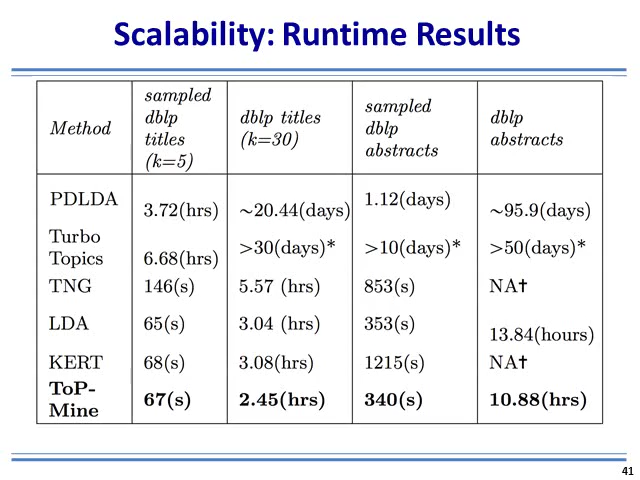 Scalability: Runtime Results
Method
sampled
dblp
titles
(k=5)
dblp titles
(k=30)
sampled
dblp
abstracts
dblp
abstracts
PDLDA
3.72(hrs)
~20.44(days)
1.12(days)
~95.9(days)
Turbo
Topics
6.68(hrs)
>30(days)*
>10(days)*
>50(days)*
TNG
146(s)
5.57 (hrs)
853(s)
NA†
LDA
65(s)
3.04 (hrs)
353(s)
13.84(hours)
KERT
68(s)
3.08(hrs)
1215(s)
NA†
ToP-
Mine
67(s)
2.45(hrs)
340(s)
10.88(hrs)
41